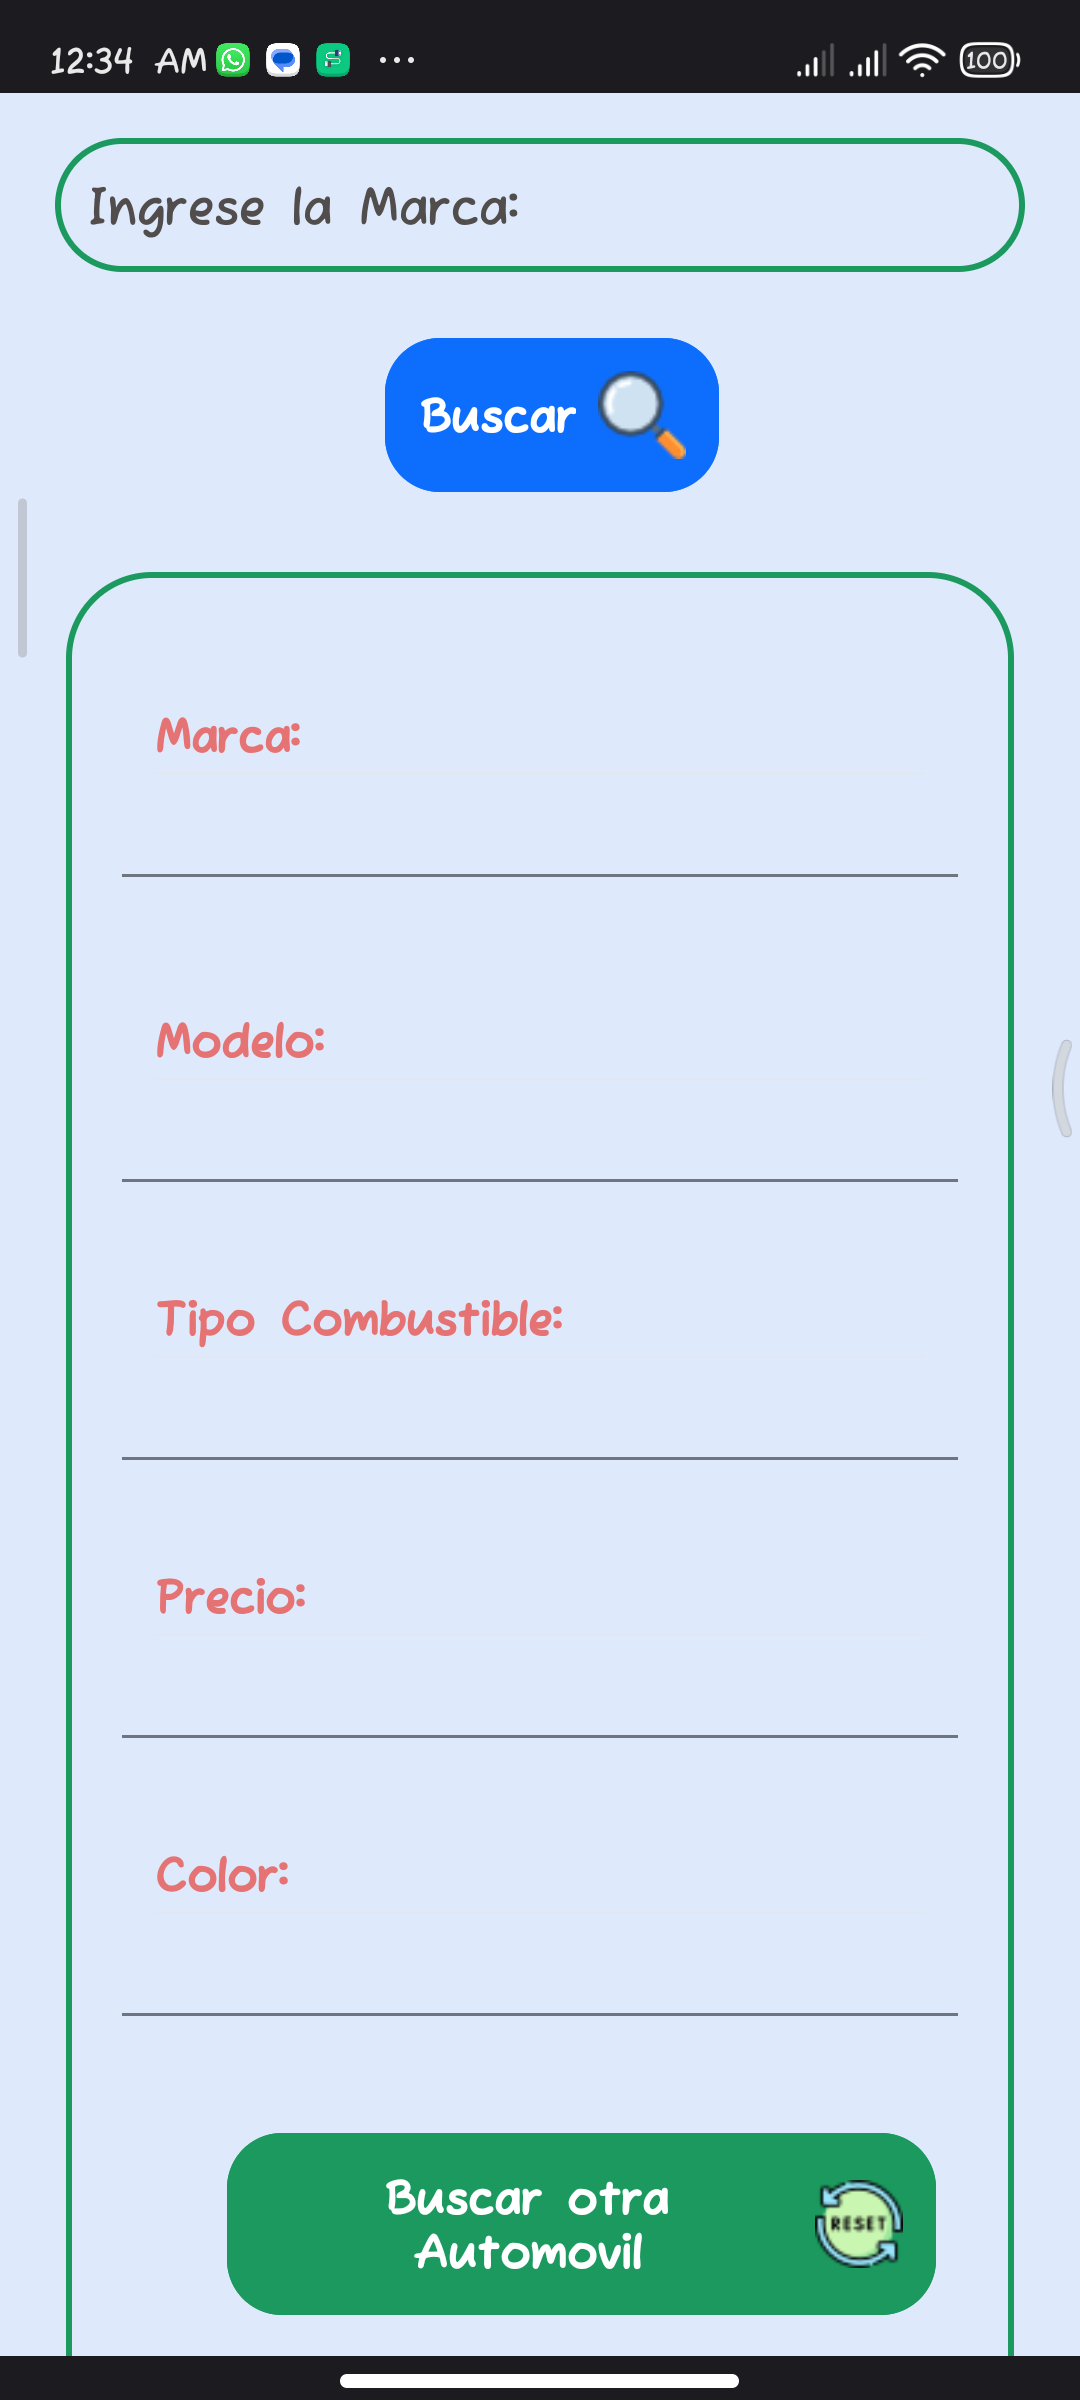 12:34 AM
100
Ingrese la Marca:
Buscar
Marca:
Modelo:
Tipo Combustible:
Precio:
Color:
Buscar otra
Automovil
RESET